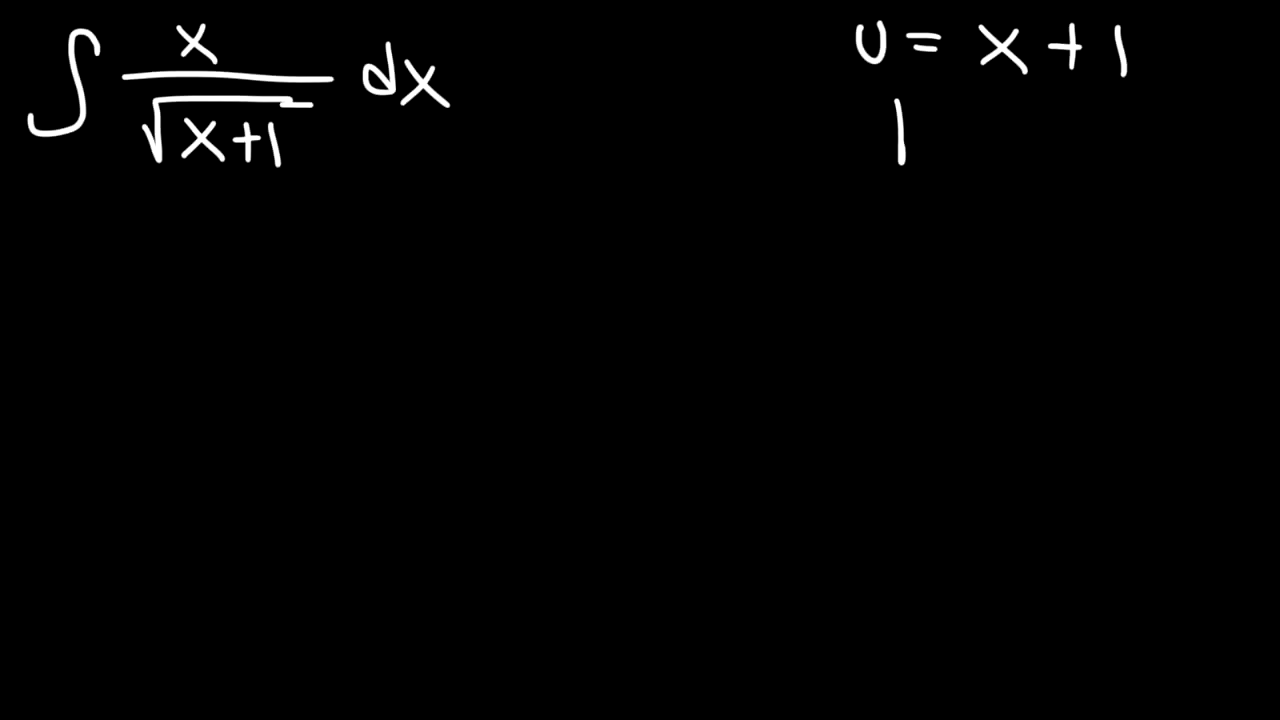 ∫ x/√(x+1) dx
u = x + 1
1